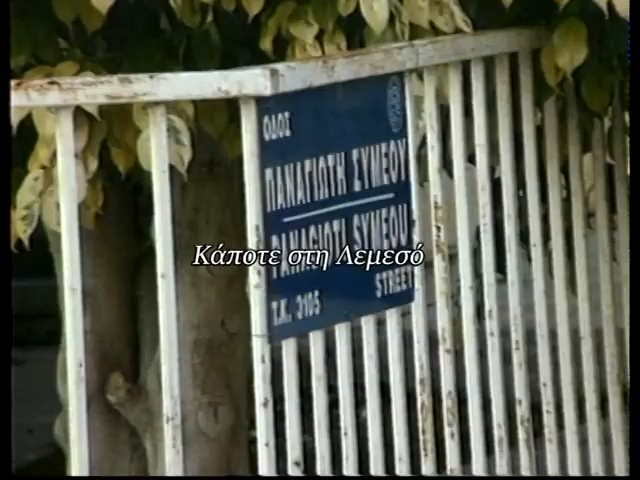 ΟΔΟΣ
ΠΑΝΑΓΙΩΤΗ ΣΥΜΕΟΥ
PANAGIOTI SYMEOU
Κάποτε στη Λεμεσό
STREET
Τ.Κ. 3105